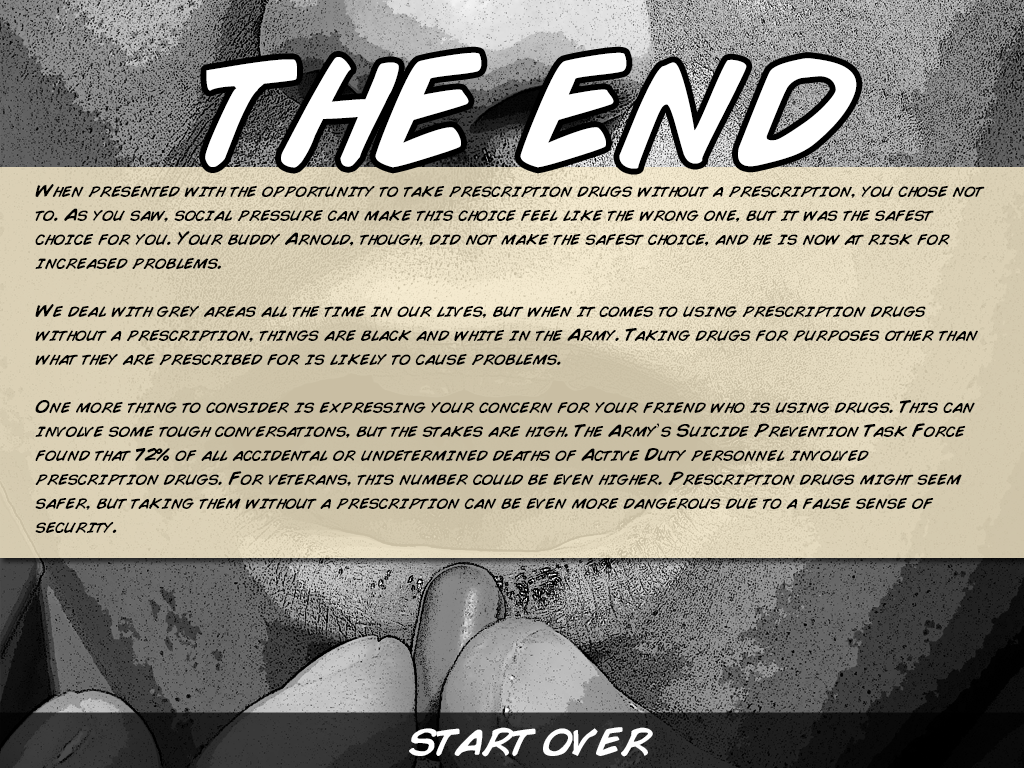 THE END
WHEN PRESENTED WITH THE OPPORTUNITY TO TAKE PRESCRIPTION DRUGS WITHOUT A PRESCRIPTION, YOU CHOSE NOT
TO. AS YOU SAW, SOCIAL PRESSURE CAN MAKE THIS CHOICE FEEL LIKE THE WRONG ONE, BUT IT WAS THE SAFEST
CHOICE FOR YOU. YOUR BUDDY ARNOLD, THOUGH, DID NOT MAKE THE SAFEST CHOICE, AND HE IS NOW AT RISK FOR
INCREASED PROBLEMS.
WE DEAL WITH GREY AREAS ALL THE TIME IN OUR LIVES, BUT WHEN IT COMES TO USING PRESCRIPTION DRUGS
WITHOUT A PRESCRIPTION, THINGS ARE BLACK AND WHITE IN THE ARMY. TAKING DRUGS FOR PURPOSES OTHER THAN
WHAT THEY ARE PRESCRIBED FOR IS LIKELY TO CAUSE PROBLEMS.
ONE MORE THING TO CONSIDER IS EXPRESSING YOUR CONCERN FOR YOUR FRIEND WHO IS USING DRUGS. THIS CAN
INVOLVE SOME TOUGH CONVERSATIONS, BUT THE STAKES ARE HIGH. THE ARMY'S SUICIDE PREVENTION TASK FORCE
FOUND THAT 72% OF ALL ACCIDENTAL OR UNDETERMINED DEATHS OF ACTIVE DUTY PERSONNEL INVOLVED
PRESCRIPTION DRUGS. FOR VETERANS, THIS NUMBER COULD BE EVEN HIGHER. PRESCRIPTION DRUGS MIGHT SEEM
SAFER, BUT TAKING THEM WITHOUT A PRESCRIPTION CAN BE EVEN MORE DANGEROUS DUE TO A FALSE SENSE OF
SECURITY.
START OVER